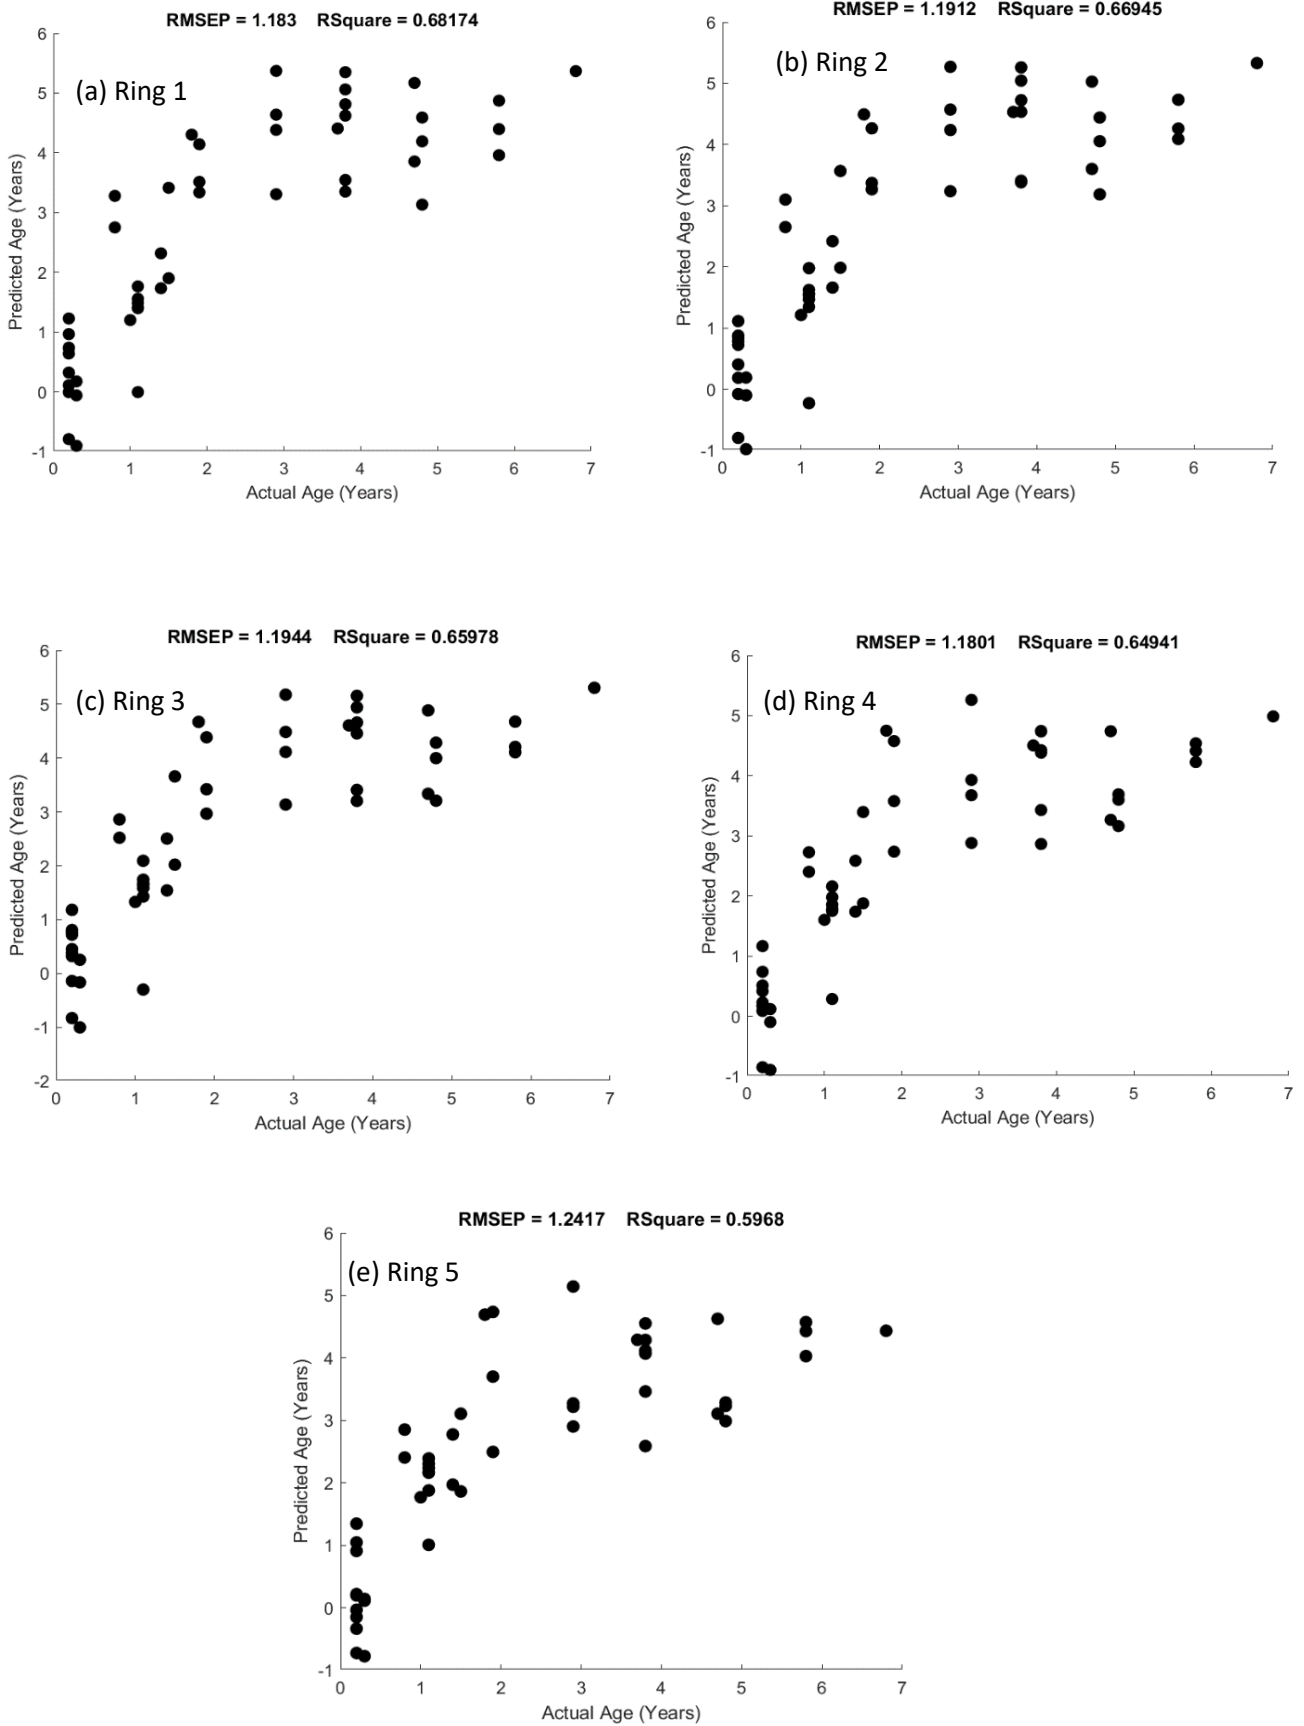 RMSEP = 1.183 RSquare = 0.68174
(a) Ring 1
Predicted Age (Years)
6
5
4
3
2
1
0
-1
0 1 2 3 4 5 6 7
Actual Age (Years)
RMSEP = 1.1912 RSquare = 0.66945
(b) Ring 2
Predicted Age (Years)
6
5
4
3
2
1
0
-1
0 1 2 3 4 5 6 7
Actual Age (Years)
RMSEP = 1.1944 RSquare = 0.65978
(c) Ring 3
Predicted Age (Years)
6
5
4
3
2
1
0
-1
-2
0 1 2 3 4 5 6 7
Actual Age (Years)
RMSEP = 1.1801 RSquare = 0.64941
(d) Ring 4
Predicted Age (Years)
6
5
4
3
2
1
0
-1
0 1 2 3 4 5 6 7
Actual Age (Years)
RMSEP = 1.2417 RSquare = 0.5968
(e) Ring 5
Predicted Age (Years)
6
5
4
3
2
1
0
-1
0 1 2 3 4 5 6 7
Actual Age (Years)